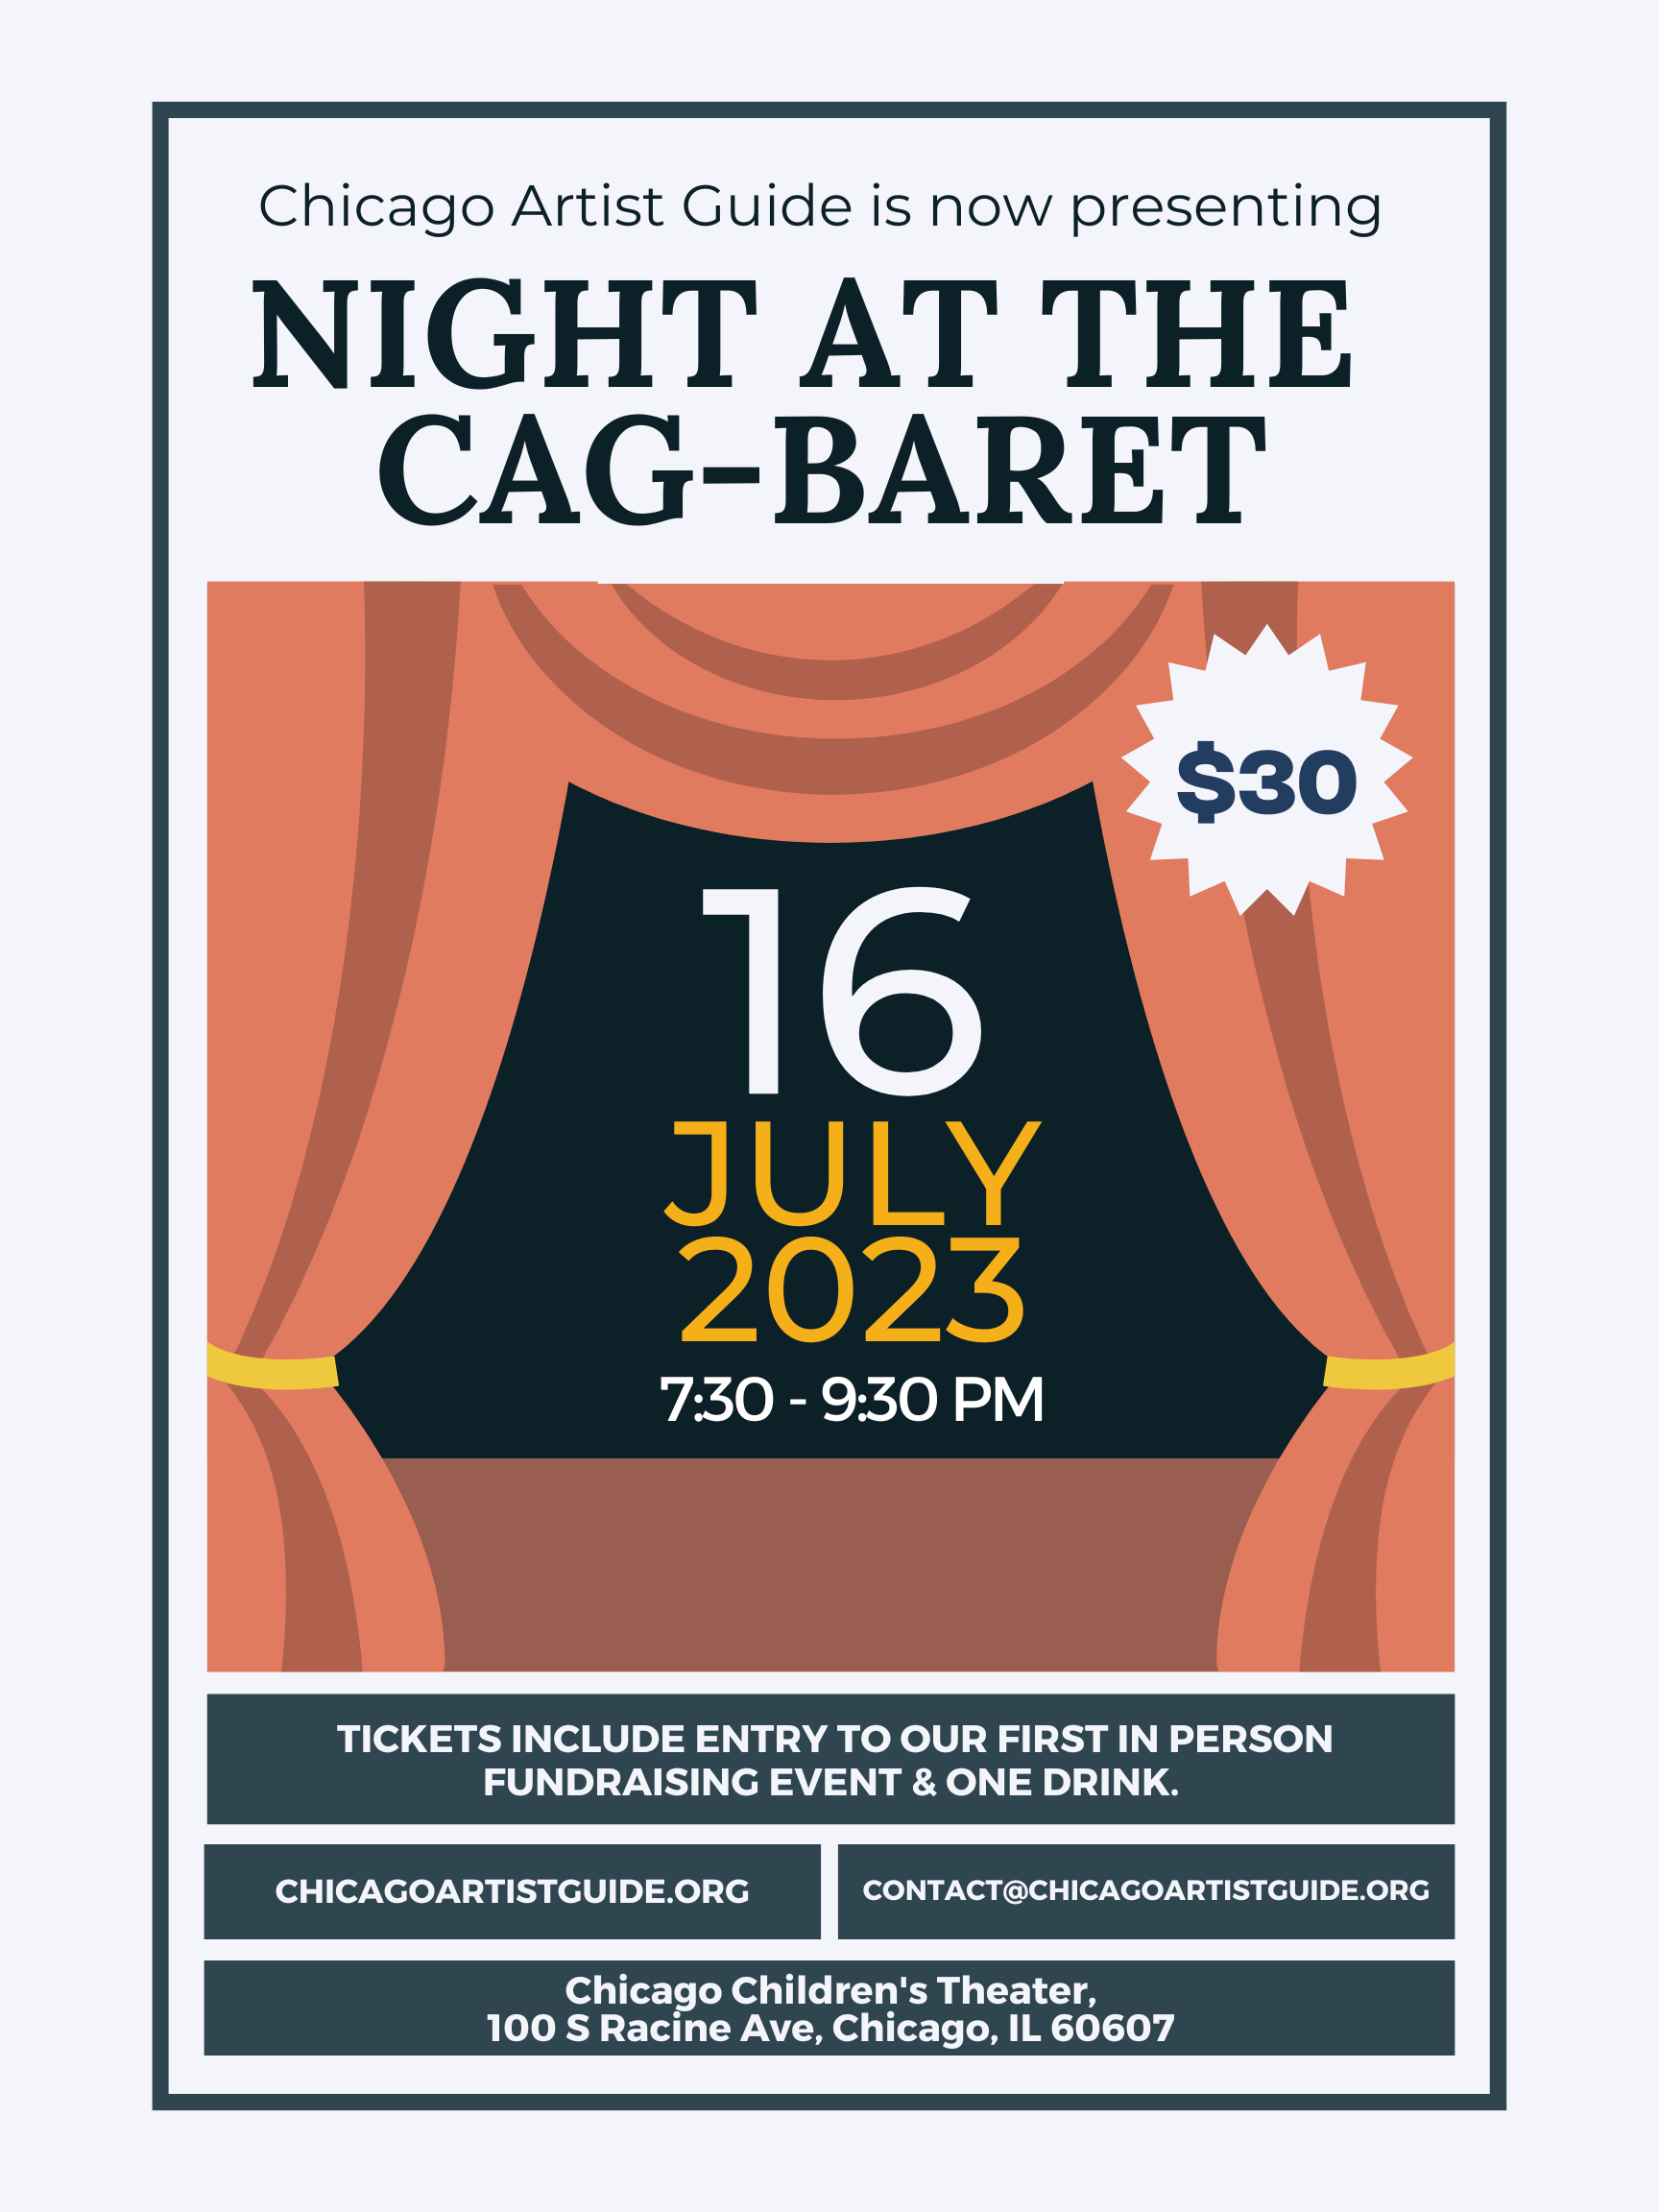 Chicago Artist Guide is now presenting
NIGHT AT THE
CAG-BARET
$30
16
JULY
2023
7:30 - 9:30 PM
TICKETS INCLUDE ENTRY TO OUR FIRST IN PERSON
FUNDRAISING EVENT & ONE DRINK.
CHICAGOARTISTGUIDE.ORG
CONTACT@CHICAGOARTISTGUIDE.ORG
Chicago Children's Theater,
100 S Racine Ave, Chicago, IL 60607